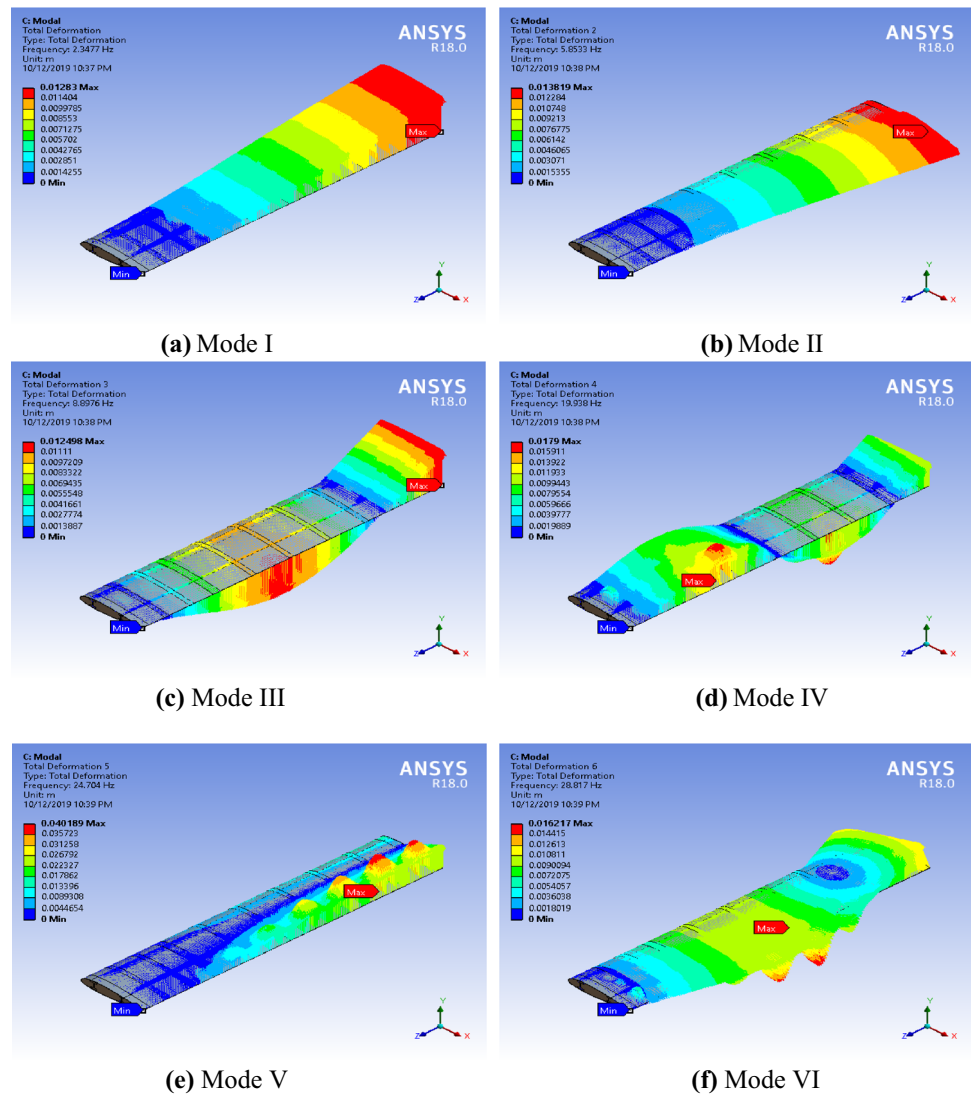 C: Modal
Total Deformation
Type: Total Deformation
Frequency: 2.3477 Hz
Unit: m
10/12/2019 10:37 PM
0.01283 Max
0.011404
0.0099785
0.008553
0.0071275
0.005702
0.0042765
0.002851
0.0014255
0 Min
ANSYS
R18.0
Max
Min
Y
Z
X
(a) Mode I
C: Modal
Total Deformation 2
Type: Total Deformation
Frequency: 5.8533 Hz
Unit: m
10/12/2019 10:38 PM
0.013819 Max
0.012284
0.010748
0.009213
0.0076775
0.006142
0.0046065
0.003071
0.0015355
0 Min
ANSYS
R18.0
Max
Min
Y
Z
X
(b) Mode II
C: Modal
Total Deformation 3
Type: Total Deformation
Frequency: 8.8976 Hz
Unit: m
10/12/2019 10:38 PM
0.012498 Max
0.01111
0.0097209
0.0083322
0.0069435
0.0055548
0.0041661
0.0027774
0.0013887
0 Min
ANSYS
R18.0
Max
Min
Y
Z
X
(c) Mode III
C: Modal
Total Deformation 4
Type: Total Deformation
Frequency: 19.938 Hz
Unit: m
10/12/2019 10:38 PM
0.0179 Max
0.015911
0.013922
0.011933
0.0099443
0.0079554
0.0059666
0.0039777
0.0019889
0 Min
ANSYS
R18.0
Max
Min
Y
Z
X
(d) Mode IV
C: Modal
Total Deformation 5
Type: Total Deformation
Frequency: 24.704 Hz
Unit: m
10/12/2019 10:39 PM
0.040189 Max
0.035723
0.031258
0.026792
0.022327
0.017862
0.013396
0.0089308
0.0044654
0 Min
ANSYS
R18.0
Max
Min
Y
Z
X
(e) Mode V
C: Modal
Total Deformation 6
Type: Total Deformation
Frequency: 28.817 Hz
Unit: m
10/12/2019 10:39 PM
0.016217 Max
0.014415
0.012613
0.010811
0.0090094
0.0072075
0.0054057
0.0036038
0.0018019
0 Min
ANSYS
R18.0
Max
Min
Y
Z
X
(f) Mode VI